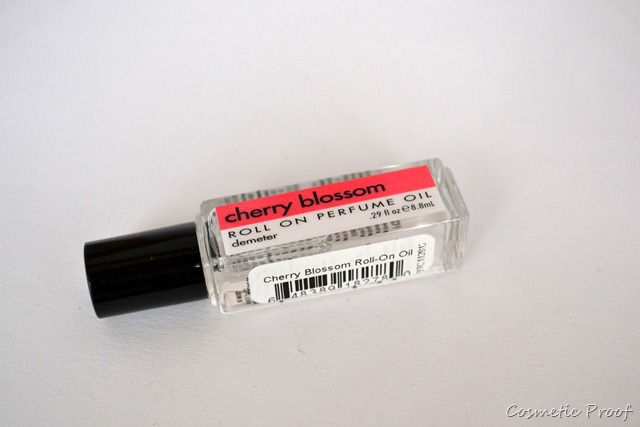 cherry blossom
ROLL ON PERFUME OIL
demeter
.29 fl oz ℮ 8.8mL
Cherry Blossom Roll-On Oil
Cosmetic Proof